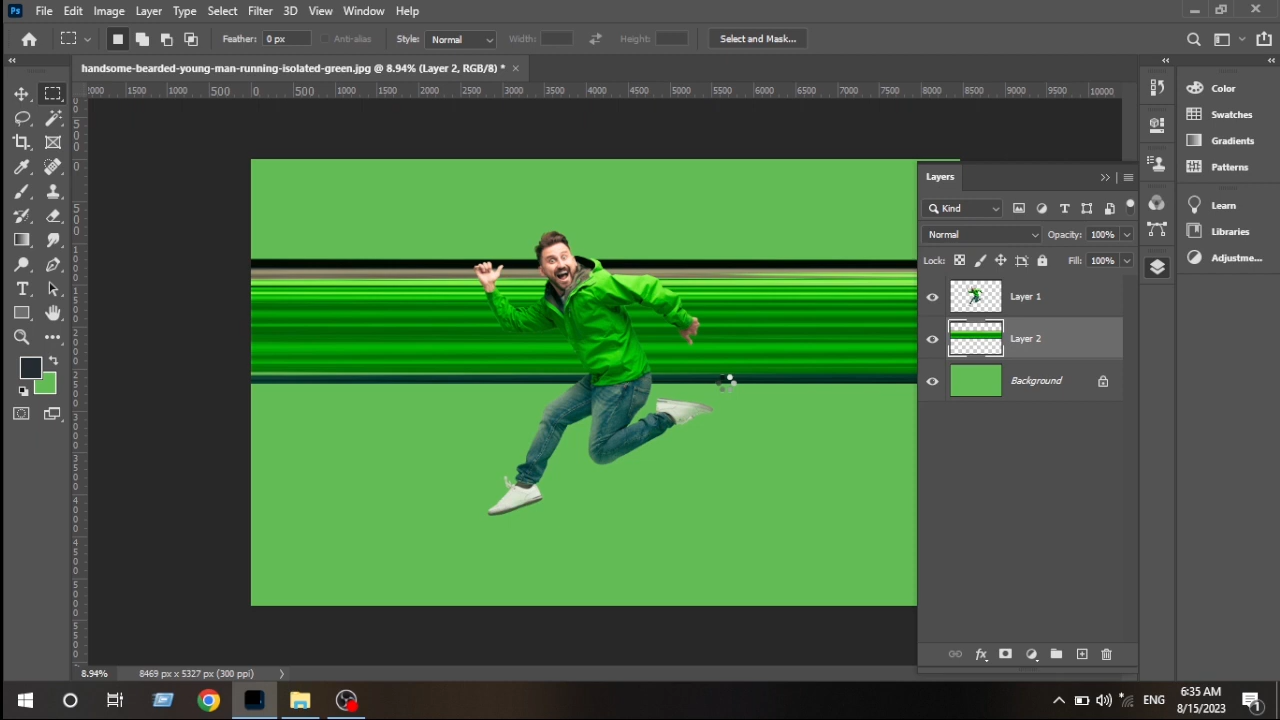 Ps File Edit Image Layer Type Select Filter 3D View Window Help
Feather: 0 px Anti-alias Style: Normal Width: Height: Select and Mask...
handsome-bearded-young-man-running-isolated-green.jpg @ 8.94% (Layer 2, RGB/8) * ×
2000 1500 1000 500 0 500 1000 1500 2000 2500 3000 3500 4000 4500 5000 5500 6000 6500 7000 7500 8000 8500 9000 9500 10000
Color
Swatches
Gradients
Patterns
Learn
Libraries
Adjustme...
Layers
Kind
Normal Opacity: 100%
Lock: Fill: 100%
Layer 1
Layer 2
Background
fx
8.94% 8469 px x 5327 px (300 ppi)
ENG 6:35 AM
8/15/2023
1